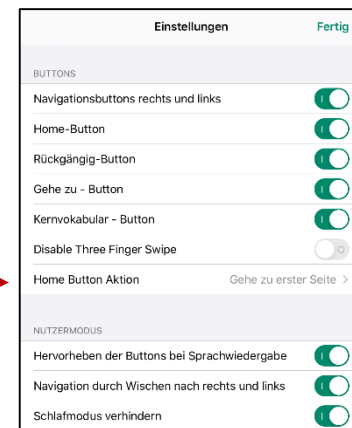 Einstellungen Fertig
BUTTONS
Navigationsbuttons rechts und links
Home-Button
Rückgängig-Button
Gehe zu - Button
Kernvokabular - Button
Disable Three Finger Swipe
Home Button Aktion Gehe zu erster Seite >
NUTZERMODUS
Hervorheben der Buttons bei Sprachwiedergabe
Navigation durch Wischen nach rechts und links
Schlafmodus verhindern